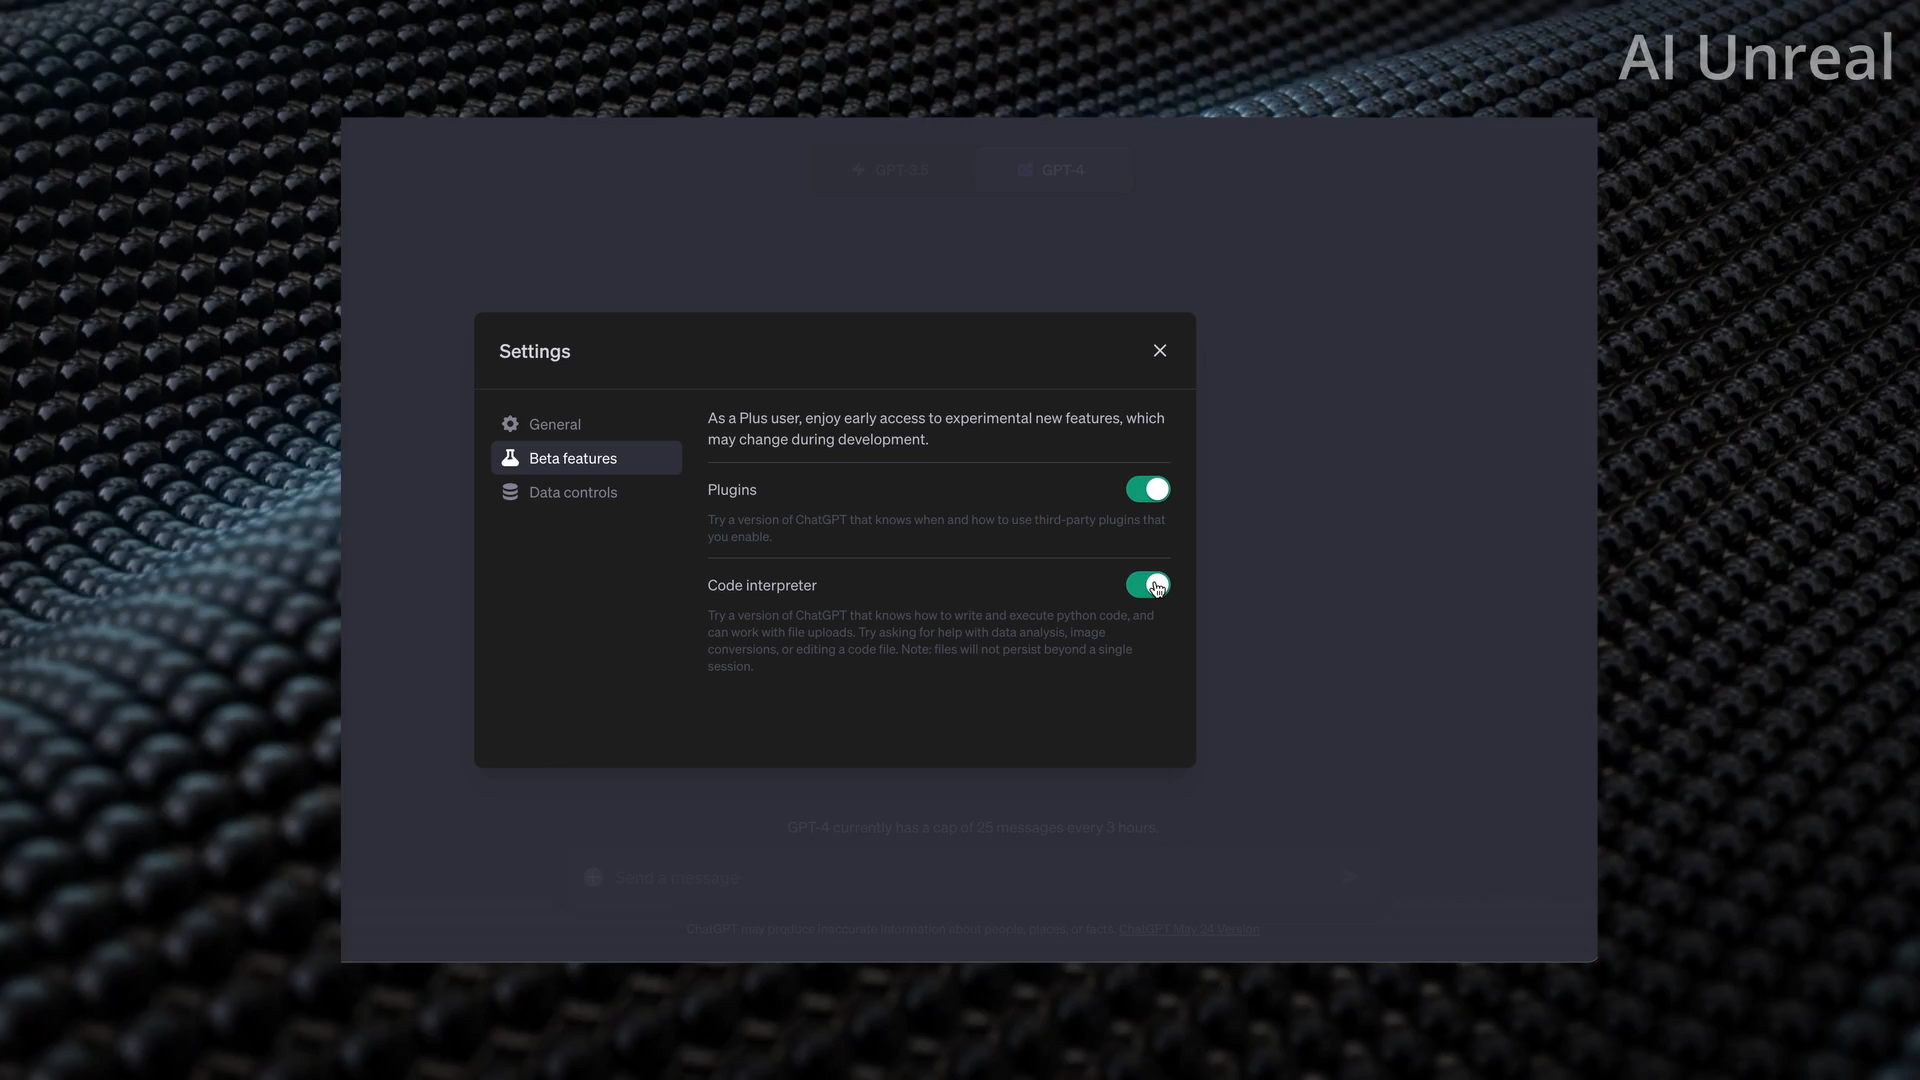 AI Unreal
GPT-3.5
GPT-4
Settings
General
Beta features
Data controls
As a Plus user, enjoy early access to experimental new features, which
may change during development.
Plugins
Try a version of ChatGPT that knows when and how to use third-party plugins that
you enable.
Code interpreter
Try a version of ChatGPT that knows how to write and execute python code, and
can work with file uploads. Try asking for help with data analysis, image
conversions, or editing a code file. Note: files will not persist beyond a single
session.
GPT-4 currently has a cap of 25 messages every 3 hours.
Send a message
ChatGPT may produce inaccurate information about people, places, or facts. ChatGPT May 24 Version